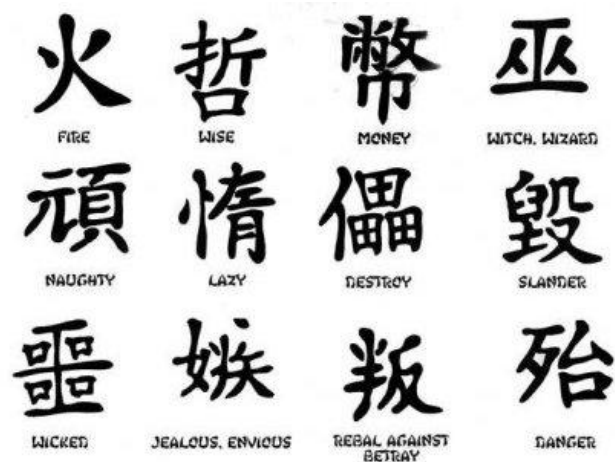 火 哲 幣 巫
FIRE WISE MONEY WITCH, WIZARD
頑 惰 儡 毀
NAUGHTY LAZY DESTROY SLANDER
噩 嫉 叛 殆
WICKED JEALOUS, ENVIOUS REBAL AGAINST DANGER
BETRAY